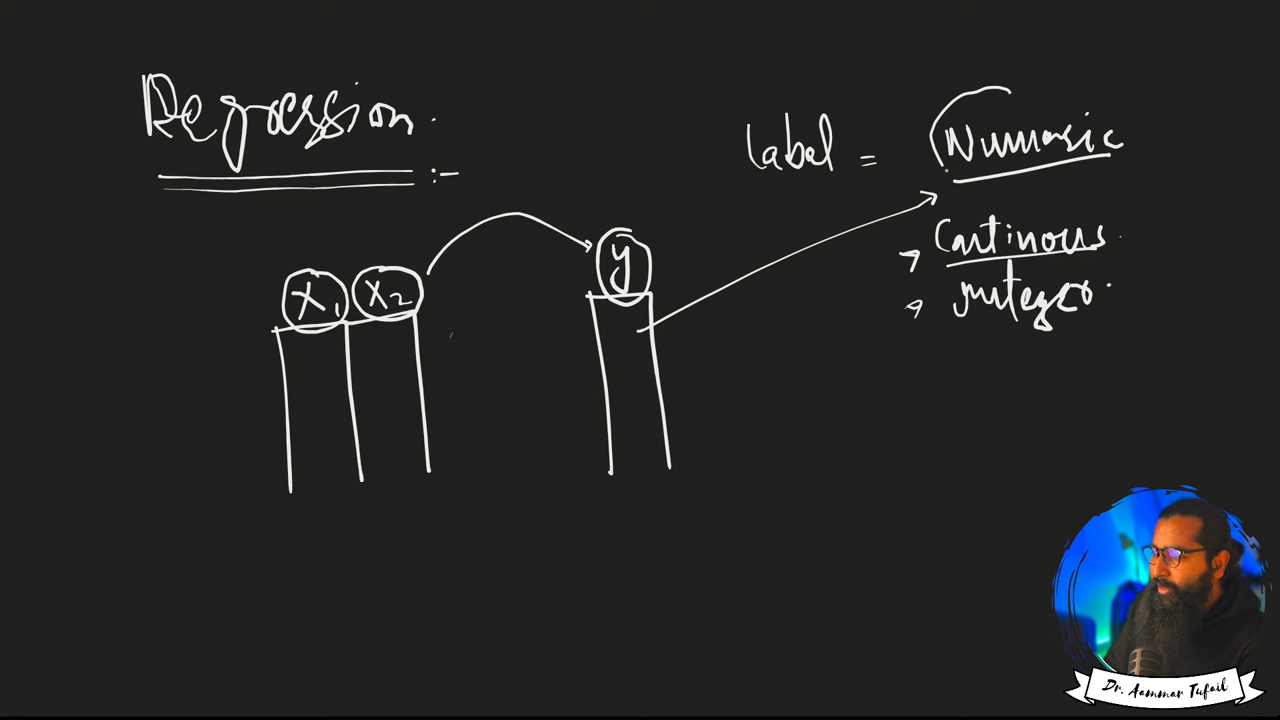 Regression :-
Label = Numeric
Continous
Integer
X1 X2
y
Dr. Aammar Tufail